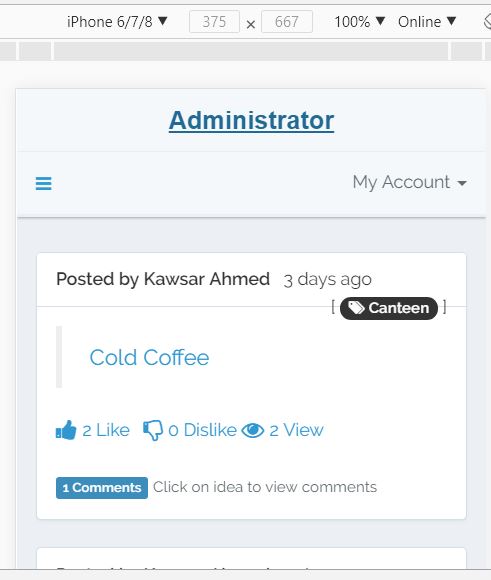 iPhone 6/7/8 ▼ 375 × 667 100% ▼ Online ▼
Administrator
My Account
Posted by Kawsar Ahmed 3 days ago
[ Canteen ]
Cold Coffee
2 Like 0 Dislike 2 View
1 Comments Click on idea to view comments